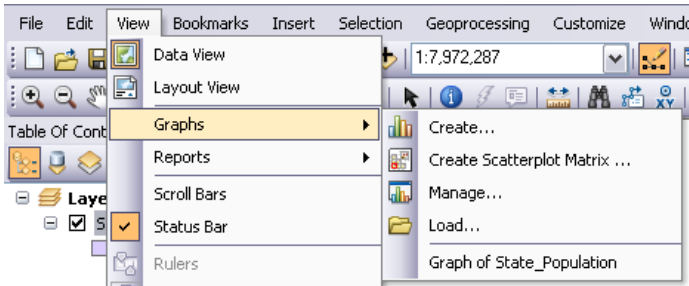 File Edit View Bookmarks Insert Selection Geoprocessing Customize
Data View
1:7,972,287
Layout View
Table Of Cont
Graphs
Create...
Reports
Create Scatterplot Matrix ...
Laye
Scroll Bars
Manage...
S
Status Bar
Load...
Rulers
Graph of State_Population